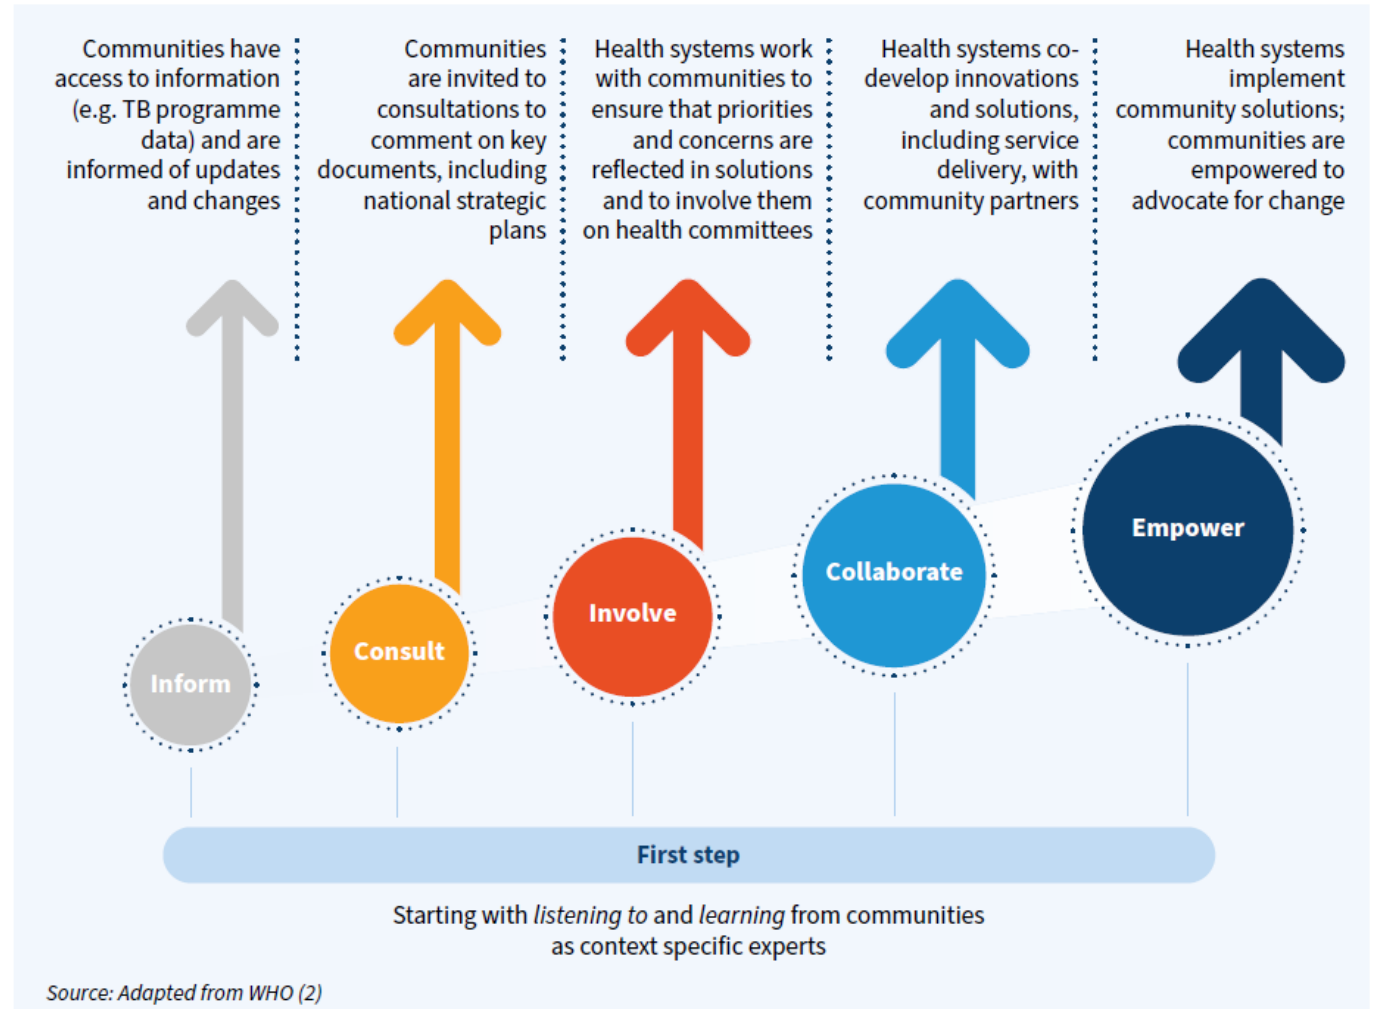 Communities have
access to information
(e.g. TB programme
data) and are
informed of updates
and changes
Communities
are invited to
consultations to
comment on key
documents, including
national strategic
plans
Health systems work
with communities to
ensure that priorities
and concerns are
reflected in solutions
and to involve them
on health committees
Health systems co-
develop innovations
and solutions,
including service
delivery, with
community partners
Health systems
implement
community solutions;
communities are
empowered to
advocate for change
Inform
Consult
Involve
Collaborate
Empower
First step
Starting with listening to and learning from communities
as context specific experts
Source: Adapted from WHO (2)